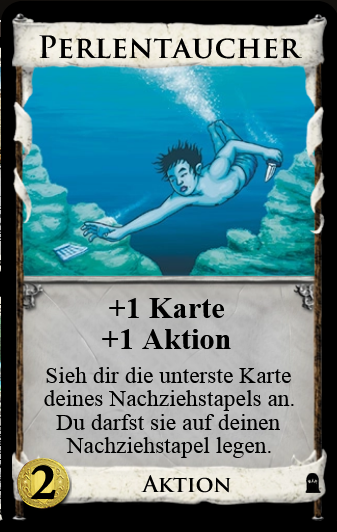 PERLENTAUCHER
+1 Karte
+1 Aktion
Sieh dir die unterste Karte
deines Nachziehstapels an.
Du darfst sie auf deinen
Nachziehstapel legen.
2
AKTION